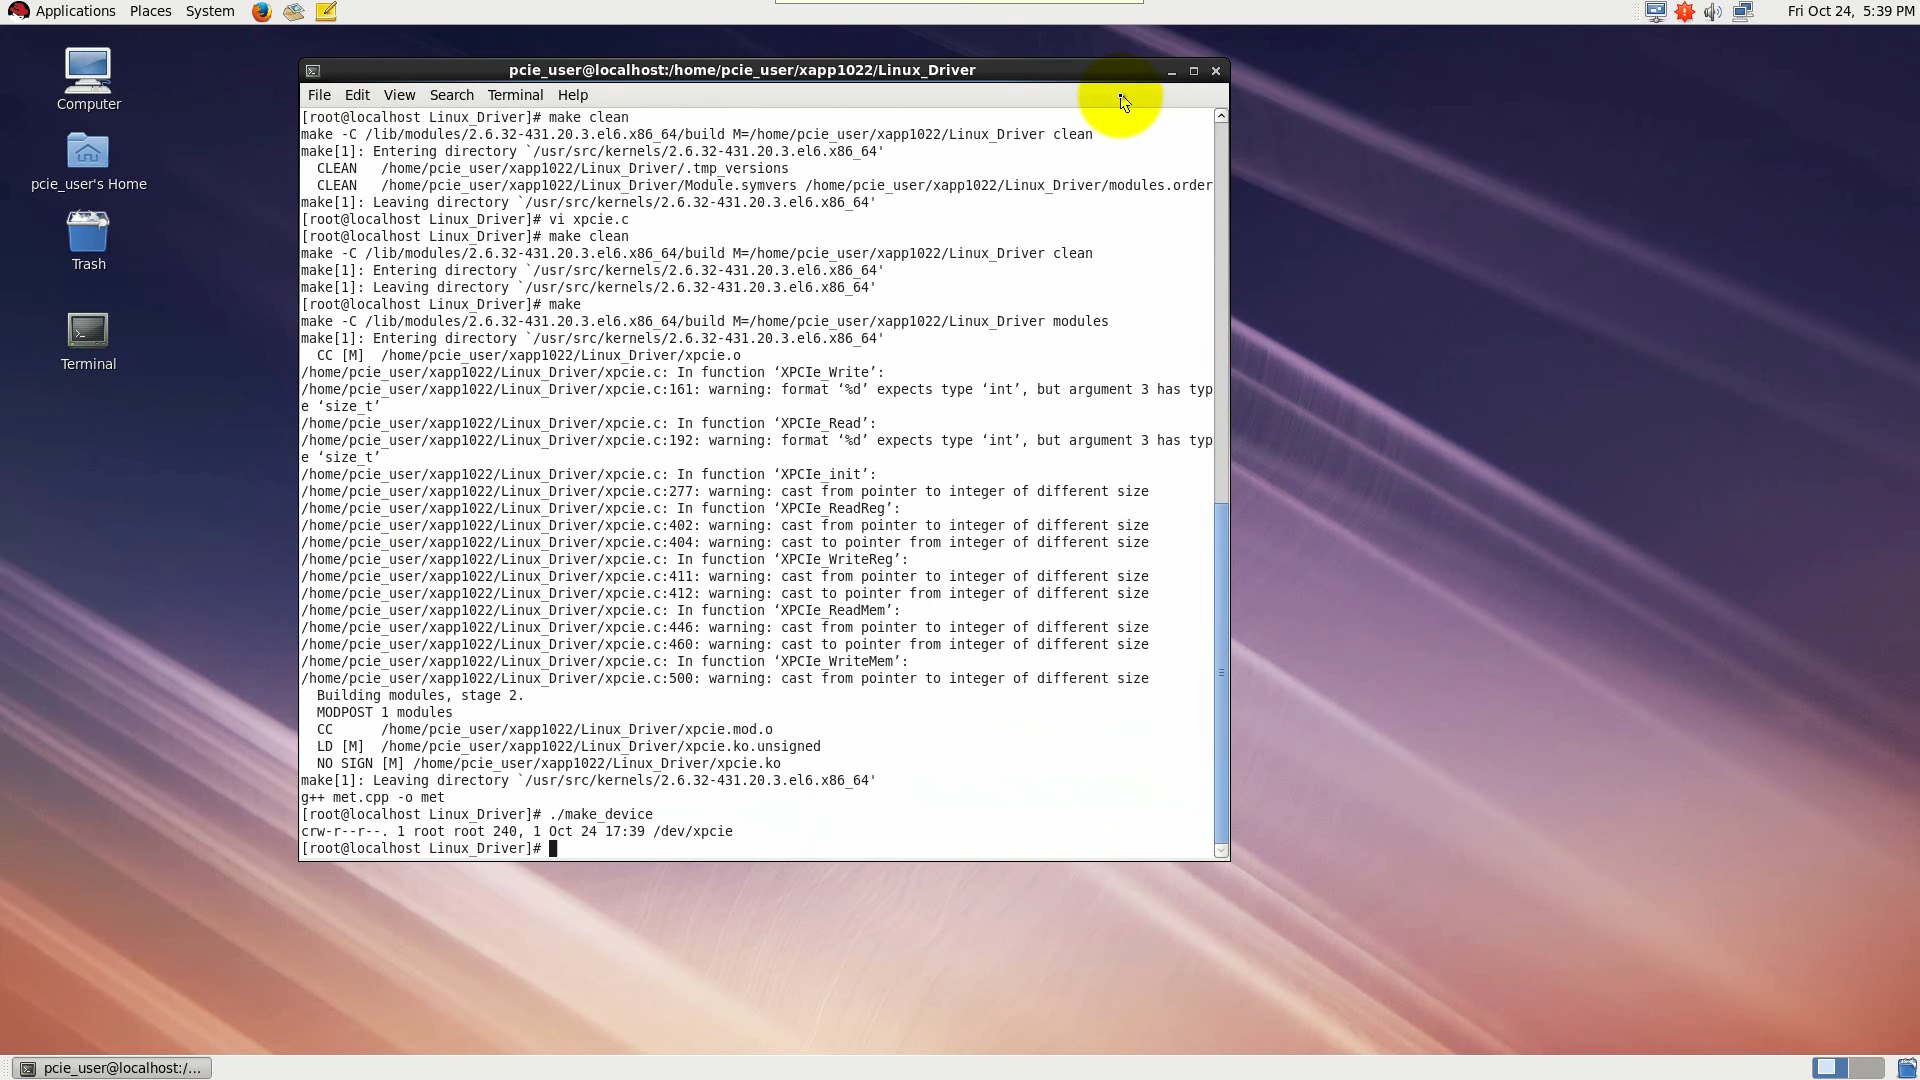 Applications Places System
Fri Oct 24, 5:39 PM
Computer
pcie_user's Home
Trash
Terminal
pcie_user@localhost:/home/pcie_user/xapp1022/Linux_Driver
File Edit View Search Terminal Help
[root@localhost Linux_Driver]# make clean
make -C /lib/modules/2.6.32-431.20.3.el6.x86_64/build M=/home/pcie_user/xapp1022/Linux_Driver clean
make[1]: Entering directory `/usr/src/kernels/2.6.32-431.20.3.el6.x86_64'
  CLEAN   /home/pcie_user/xapp1022/Linux_Driver/.tmp_versions
  CLEAN   /home/pcie_user/xapp1022/Linux_Driver/Module.symvers /home/pcie_user/xapp1022/Linux_Driver/modules.order
make[1]: Leaving directory `/usr/src/kernels/2.6.32-431.20.3.el6.x86_64'
[root@localhost Linux_Driver]# vi xpcie.c
[root@localhost Linux_Driver]# make clean
make -C /lib/modules/2.6.32-431.20.3.el6.x86_64/build M=/home/pcie_user/xapp1022/Linux_Driver clean
make[1]: Entering directory `/usr/src/kernels/2.6.32-431.20.3.el6.x86_64'
make[1]: Leaving directory `/usr/src/kernels/2.6.32-431.20.3.el6.x86_64'
[root@localhost Linux_Driver]# make
make -C /lib/modules/2.6.32-431.20.3.el6.x86_64/build M=/home/pcie_user/xapp1022/Linux_Driver modules
make[1]: Entering directory `/usr/src/kernels/2.6.32-431.20.3.el6.x86_64'
  CC [M]  /home/pcie_user/xapp1022/Linux_Driver/xpcie.o
/home/pcie_user/xapp1022/Linux_Driver/xpcie.c: In function ‘XPCIe_Write’:
/home/pcie_user/xapp1022/Linux_Driver/xpcie.c:161: warning: format ‘%d’ expects type ‘int’, but argument 3 has typ
e ‘size_t’
/home/pcie_user/xapp1022/Linux_Driver/xpcie.c: In function ‘XPCIe_Read’:
/home/pcie_user/xapp1022/Linux_Driver/xpcie.c:192: warning: format ‘%d’ expects type ‘int’, but argument 3 has typ
e ‘size_t’
/home/pcie_user/xapp1022/Linux_Driver/xpcie.c: In function ‘XPCIe_init’:
/home/pcie_user/xapp1022/Linux_Driver/xpcie.c:277: warning: cast from pointer to integer of different size
/home/pcie_user/xapp1022/Linux_Driver/xpcie.c: In function ‘XPCIe_ReadReg’:
/home/pcie_user/xapp1022/Linux_Driver/xpcie.c:402: warning: cast from pointer to integer of different size
/home/pcie_user/xapp1022/Linux_Driver/xpcie.c:404: warning: cast to pointer from integer of different size
/home/pcie_user/xapp1022/Linux_Driver/xpcie.c: In function ‘XPCIe_WriteReg’:
/home/pcie_user/xapp1022/Linux_Driver/xpcie.c:411: warning: cast from pointer to integer of different size
/home/pcie_user/xapp1022/Linux_Driver/xpcie.c:412: warning: cast to pointer from integer of different size
/home/pcie_user/xapp1022/Linux_Driver/xpcie.c: In function ‘XPCIe_ReadMem’:
/home/pcie_user/xapp1022/Linux_Driver/xpcie.c:446: warning: cast from pointer to integer of different size
/home/pcie_user/xapp1022/Linux_Driver/xpcie.c:460: warning: cast to pointer from integer of different size
/home/pcie_user/xapp1022/Linux_Driver/xpcie.c: In function ‘XPCIe_WriteMem’:
/home/pcie_user/xapp1022/Linux_Driver/xpcie.c:500: warning: cast from pointer to integer of different size
  Building modules, stage 2.
  MODPOST 1 modules
  CC      /home/pcie_user/xapp1022/Linux_Driver/xpcie.mod.o
  LD [M]  /home/pcie_user/xapp1022/Linux_Driver/xpcie.ko.unsigned
  NO SIGN [M] /home/pcie_user/xapp1022/Linux_Driver/xpcie.ko
make[1]: Leaving directory `/usr/src/kernels/2.6.32-431.20.3.el6.x86_64'
g++ met.cpp -o met
[root@localhost Linux_Driver]# ./make_device
crw-r--r--. 1 root root 240, 1 Oct 24 17:39 /dev/xpcie
[root@localhost Linux_Driver]#
pcie_user@localhost:/...